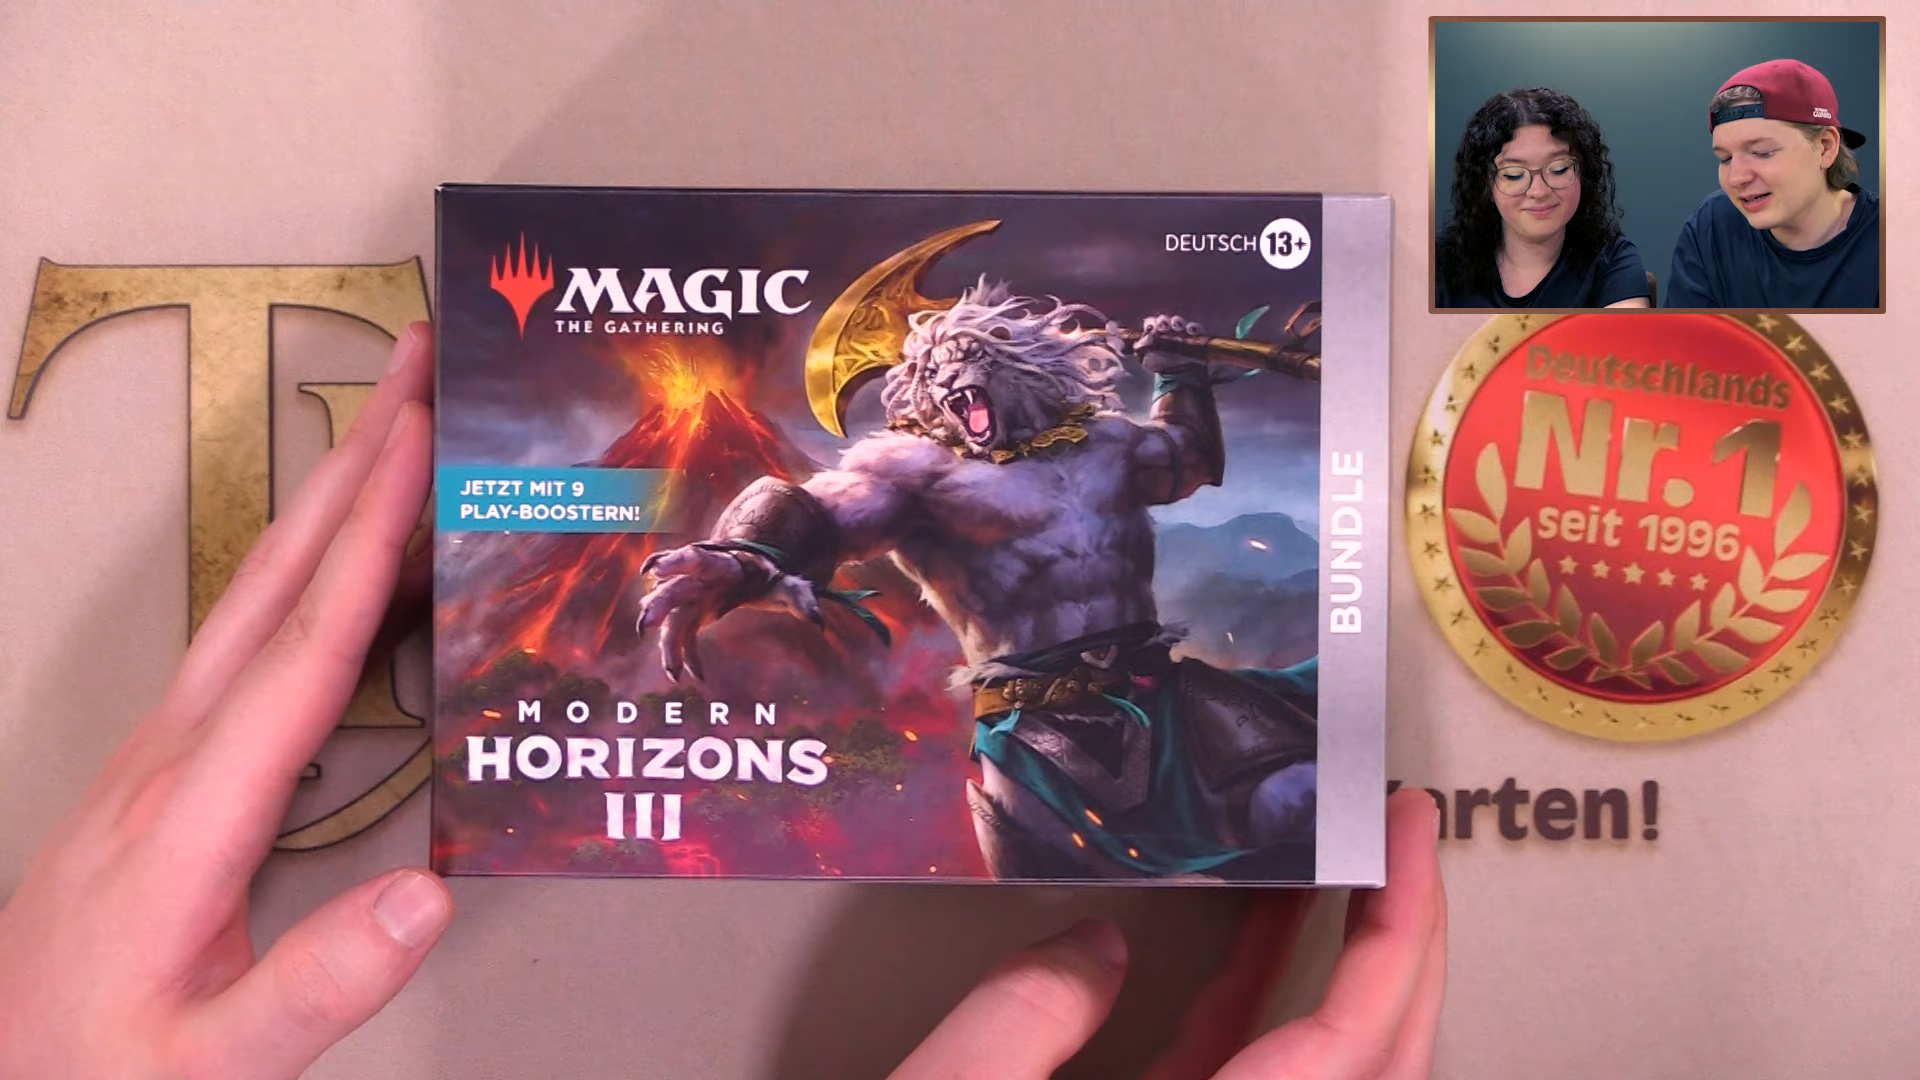 MAGIC
THE GATHERING
DEUTSCH 13+
JETZT MIT 9
PLAY-BOOSTERN!
MODERN
HORIZONS
III
BUNDLE
Deutschlands
Nr. 1
seit 1996